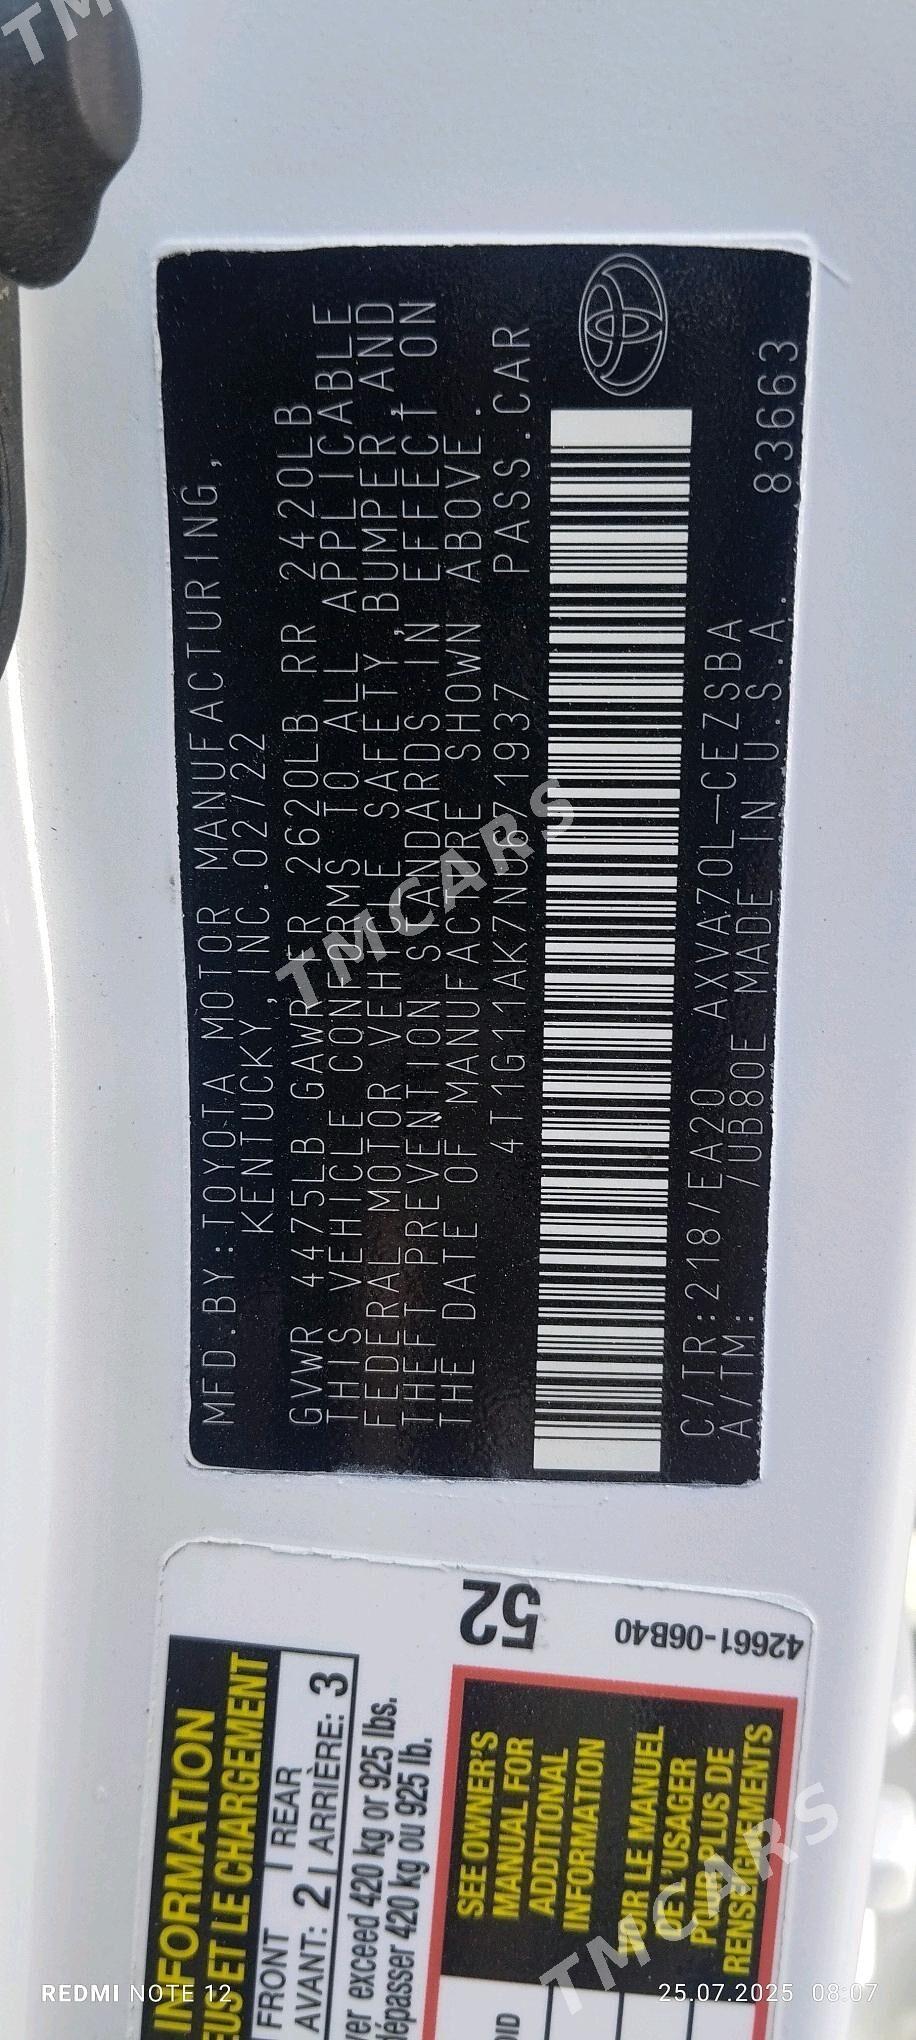 MFD.BY:TOYOTA MOTOR MANUFACTURING,
KENTUCKY, INC.02/22
GVWR 4475LB GAWR FR 2620LB RR 2420LB
THIS VEHICLE CONFORMS TO ALL APPLICABLE
FEDERAL MOTOR VEHICLE SAFETY,BUMPER,AND
THEFT PREVENTION STANDARDS IN EFFECT ON
THE DATE OF MANUFACTURE SHOWN ABOVE.
4T1G11AK7NU671937 PASS.CAR
C/TR:218/EA20 AXVA70L-CEZSBA
A/TM: /UB80E MADE IN U.S.A.
83663
INFORMATION
ET LE CHARGEMENT
FRONT REAR
AVANT: 2 ARRIÈRE: 3
exceed 420 kg or 925 lbs.
dépasser 420 kg ou 925 lb.
52
42661-06B40
SEE OWNER'S
MANUAL FOR
ADDITIONAL
INFORMATION
LE MANUEL
DE L'USAGER
PLUS DE
RENSEIGNEMENTS
TMCARS
TMCARS
REDMI NOTE 12
25.07.2025 08:07